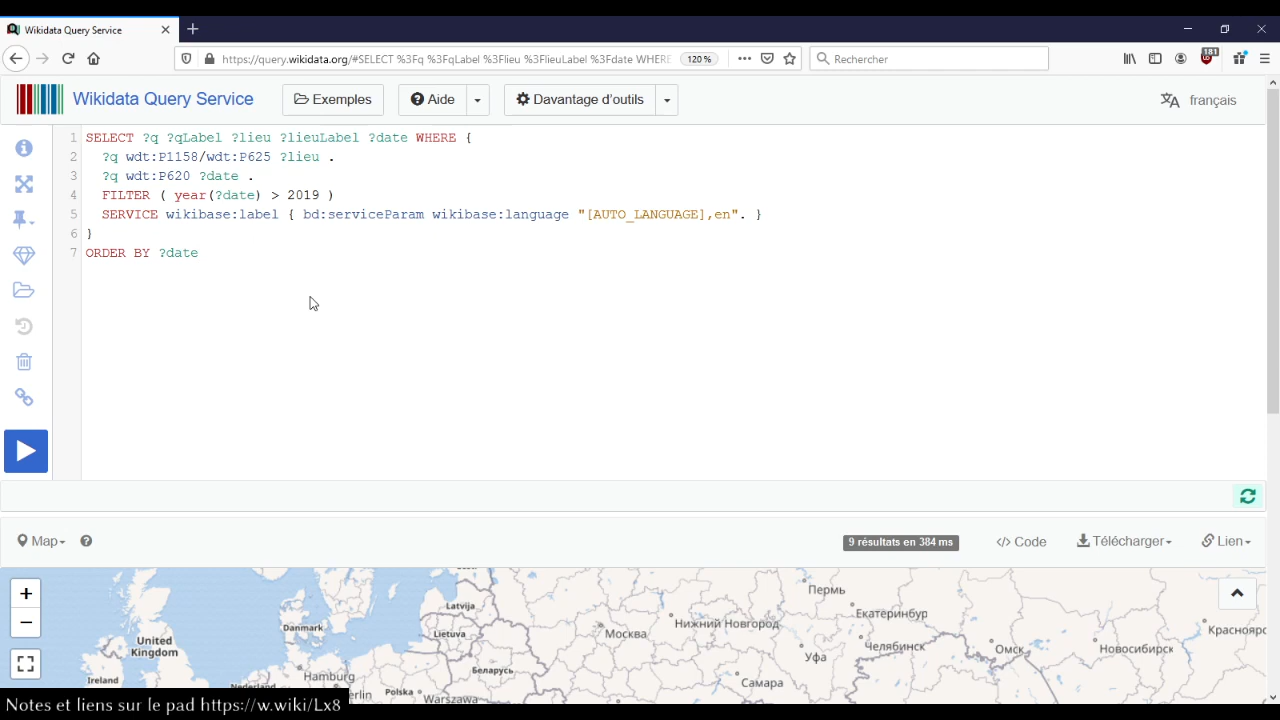 Wikidata Query Service
https://query.wikidata.org/#SELECT %3Fq %3FqLabel %3Flieu %3FlieuLabel %3Fdate WHERE
120 %
Rechercher
181
Wikidata Query Service
Exemples
Aide
Davantage d'outils
français
1 SELECT ?q ?qLabel ?lieu ?lieuLabel ?date WHERE {
2 ?q wdt:P1158/wdt:P625 ?lieu .
3 ?q wdt:P620 ?date .
4 FILTER ( year(?date) > 2019 )
5 SERVICE wikibase:label { bd:serviceParam wikibase:language "[AUTO_LANGUAGE],en". }
6 }
7 ORDER BY ?date
Map
9 résultats en 384 ms
</> Code
Télécharger
Lien
+
−
United Kingdom
Ireland
Danmark
Hamburg
Nederland
Polska
Warszawa
Latvija
Lietuva
Беларусь
Москва
Нижний Новгород
Пермь
Екатеринбург
Челябинск
Уфа
Самара
Омск
Новосибирск
Notes et liens sur le pad https://w.wiki/Lx8